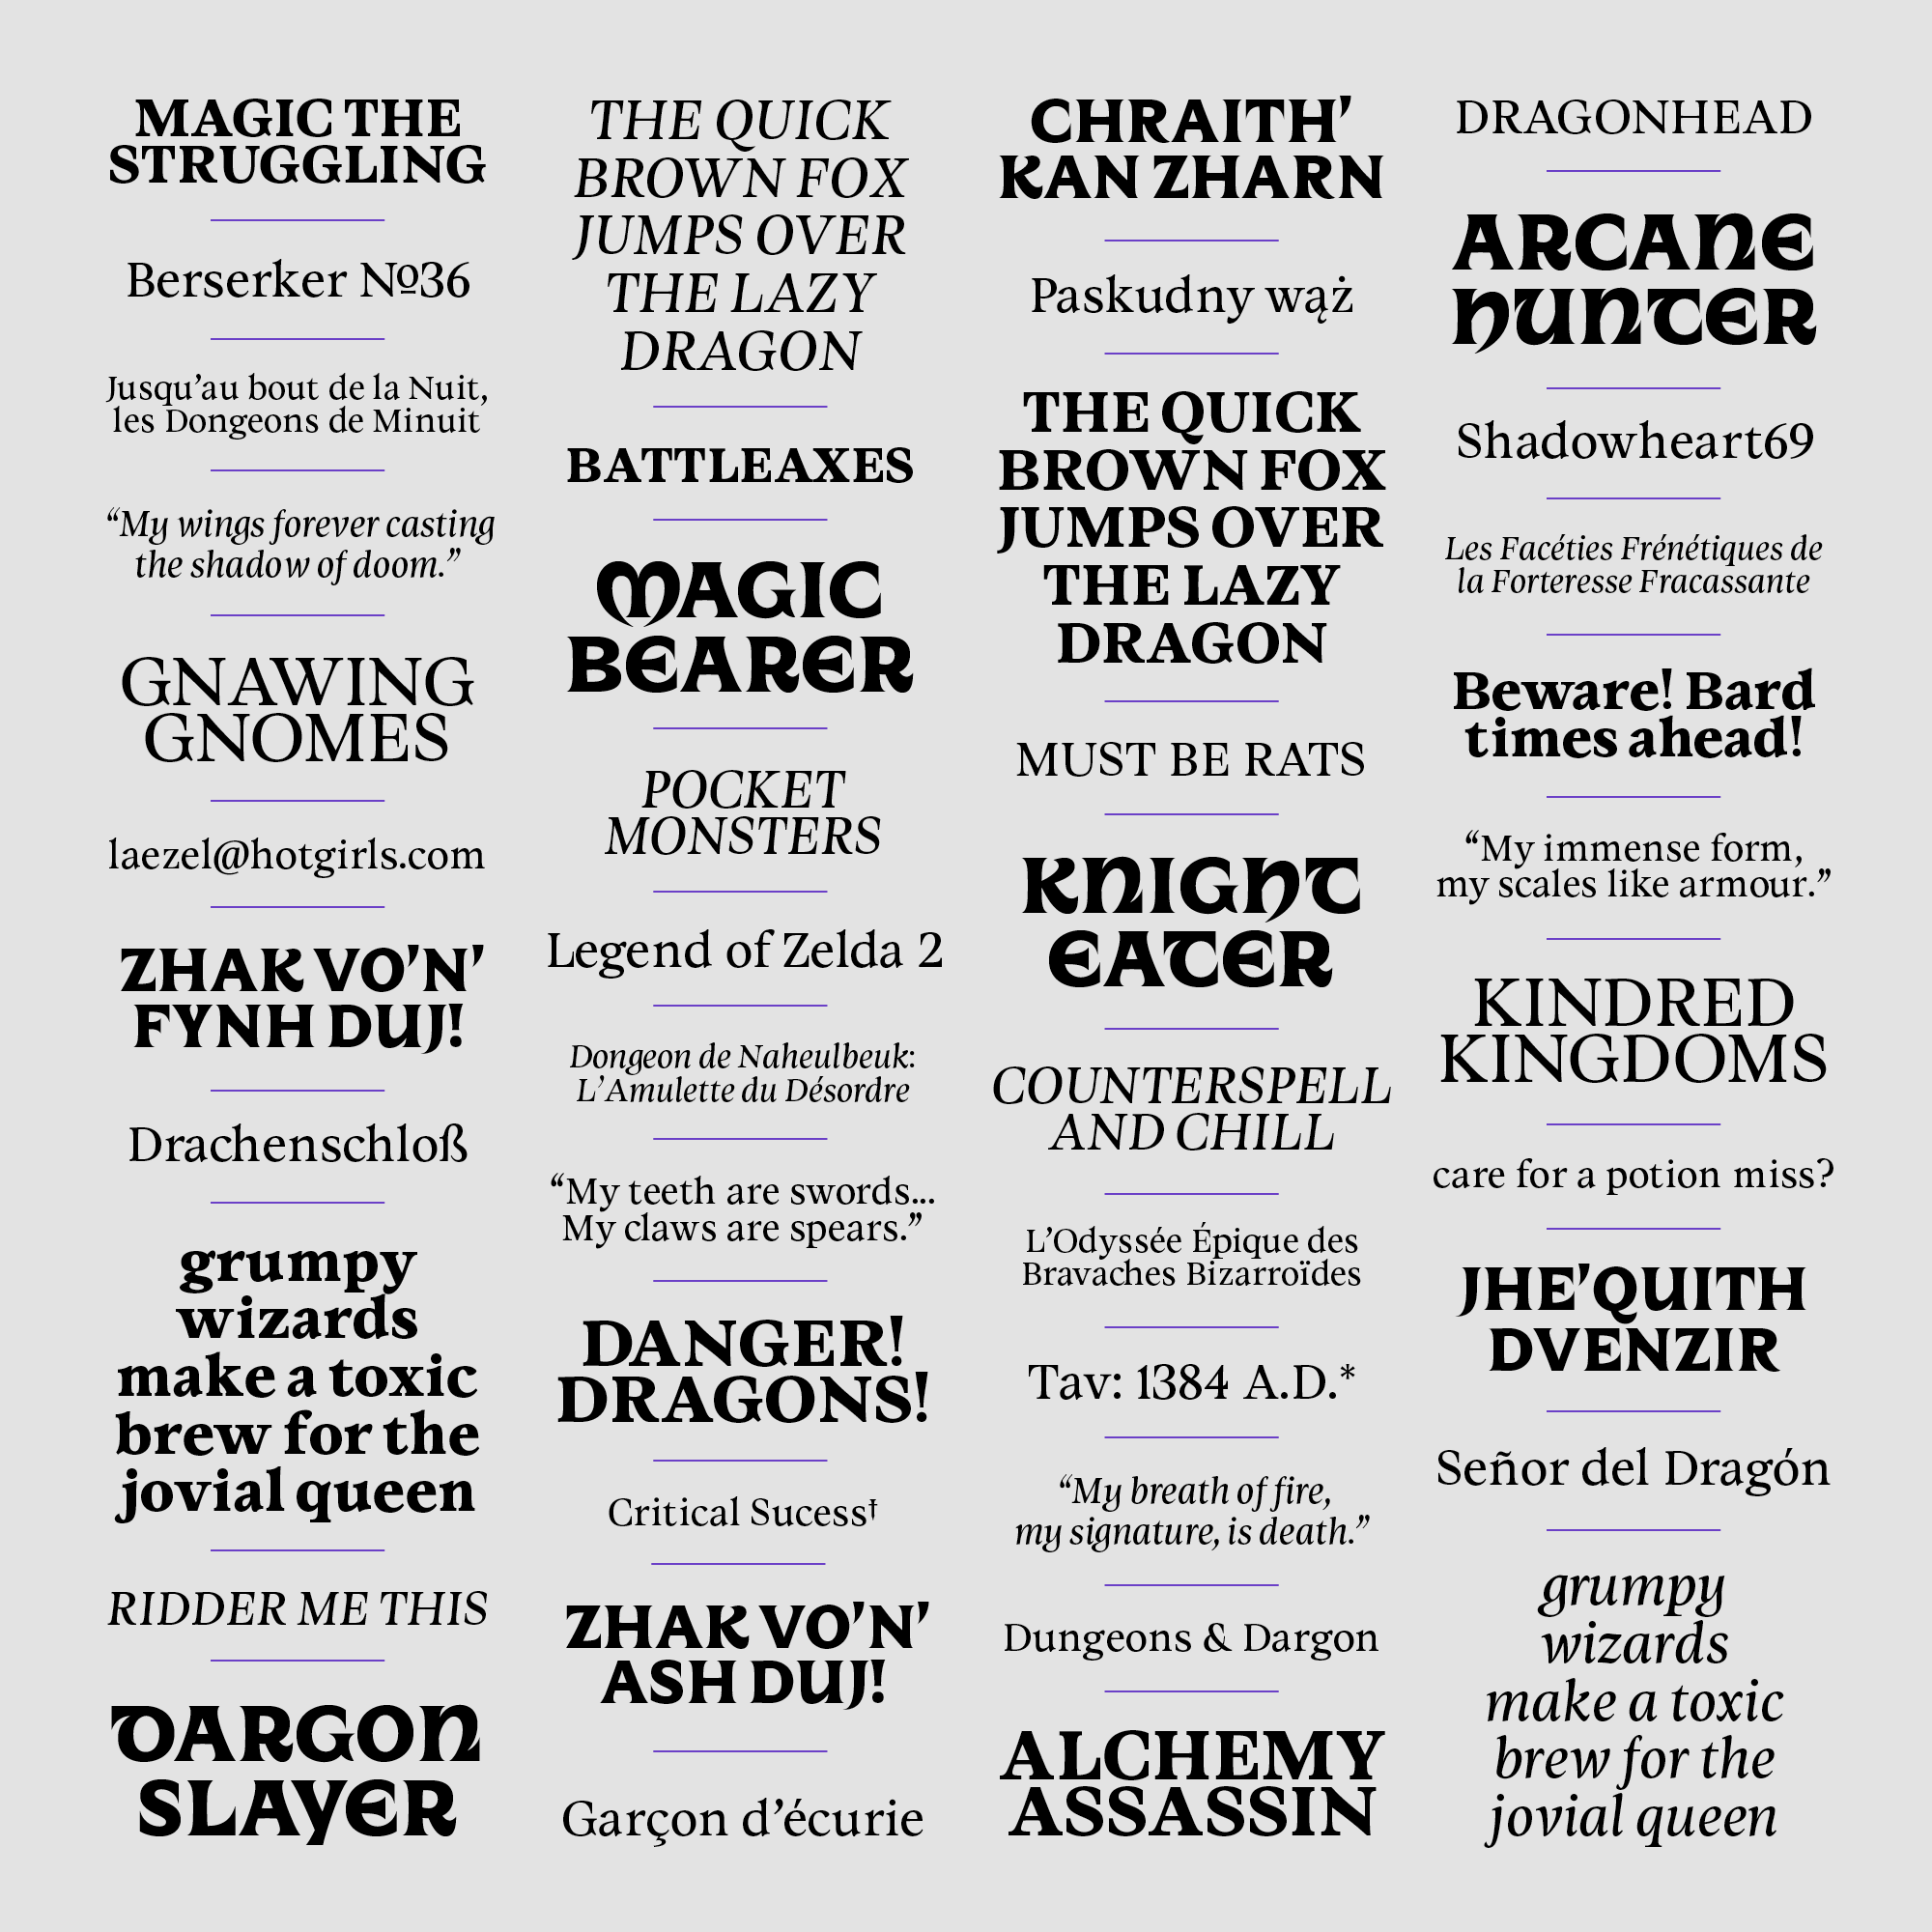 MAGIC THE
STRUGGLING
Berserker №36
Jusqu’au bout de la Nuit,
les Dongeons de Minuit
“My wings forever casting
the shadow of doom.”
GNAWING
GNOMES
laezel@hotgirls.com
ZHAK VO’N’
FYNH DUJ!
Drachenschloß
grumpy
wizards
make a toxic
brew for the
jovial queen
RIDDER ME THIS
DARGON
SLAYER
THE QUICK
BROWN FOX
JUMPS OVER
THE LAZY
DRAGON
BATTLEAXES
MAGIC
BEARER
POCKET
MONSTERS
Legend of Zelda 2
Dongeon de Naheulbeuk:
L’Amulette du Désordre
“My teeth are swords...
My claws are spears.”
DANGER!
DRAGONS!
Critical Sucess†
ZHAK VO’N’
ASH DUJ!
Garçon d’écurie
CHRAITH’
KAN ZHARN
Paskudny wąż
THE QUICK
BROWN FOX
JUMPS OVER
THE LAZY
DRAGON
MUST BE RATS
KNIGHT
EATER
COUNTERSPELL
AND CHILL
L’Odyssée Épique des
Bravaches Bizarroïdes
Tav: 1384 A.D.*
“My breath of fire,
my signature, is death.”
Dungeons & Dargon
ALCHEMY
ASSASSIN
DRAGONHEAD
ARCANE
HUNTER
Shadowheart69
Les Facéties Frénétiques de
la Forteresse Fracassante
Beware! Bard
times ahead!
“My immense form,
my scales like armour.”
KINDRED
KINGDOMS
care for a potion miss?
JHE’QUITH
DVENZIR
Señor del Dragón
grumpy
wizards
make a toxic
brew for the
jovial queen